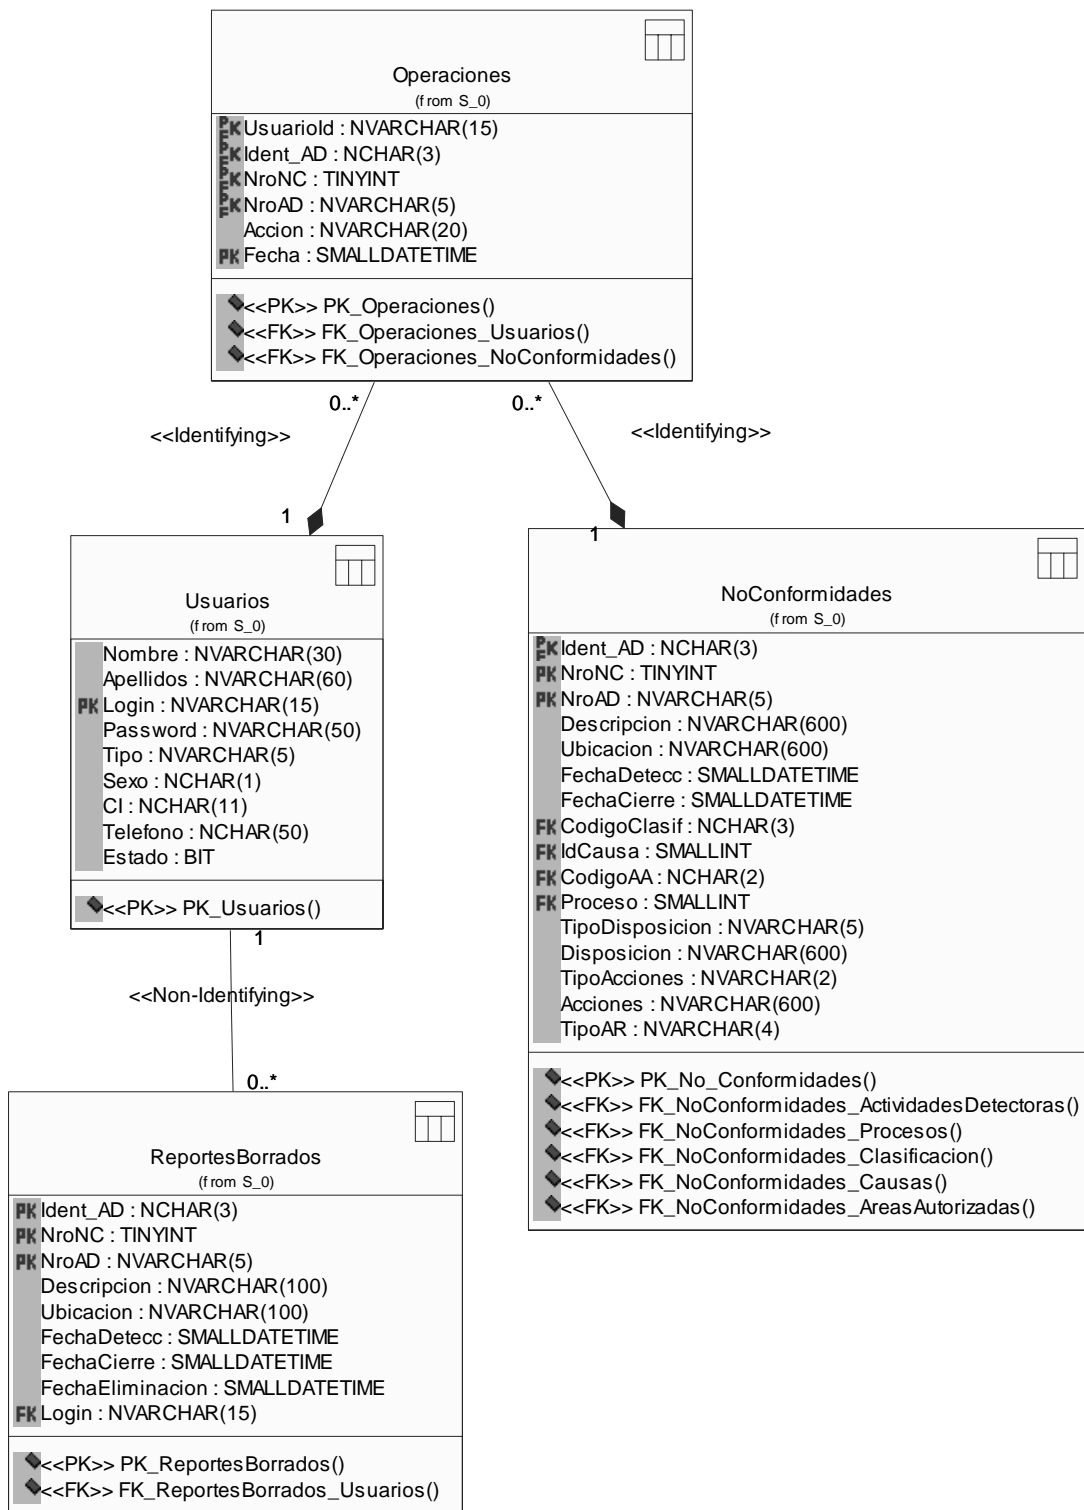 Operaciones
(from S_0)
PFK UsuarioId : NVARCHAR(15)
PFK Ident_AD : NCHAR(3)
PFK NroNC : TINYINT
PFK NroAD : NVARCHAR(5)
Accion : NVARCHAR(20)
PK Fecha : SMALLDATETIME
<<PK>> PK_Operaciones()
<<FK>> FK_Operaciones_Usuarios()
<<FK>> FK_Operaciones_NoConformidades()
0..*
0..*
<<Identifying>>
<<Identifying>>
1
1
Usuarios
(from S_0)
Nombre : NVARCHAR(30)
Apellidos : NVARCHAR(60)
PK Login : NVARCHAR(15)
Password : NVARCHAR(50)
Tipo : NVARCHAR(5)
Sexo : NCHAR(1)
CI : NCHAR(11)
Telefono : NCHAR(50)
Estado : BIT
<<PK>> PK_Usuarios()
NoConformidades
(from S_0)
PFK Ident_AD : NCHAR(3)
PK NroNC : TINYINT
PK NroAD : NVARCHAR(5)
Descripcion : NVARCHAR(600)
Ubicacion : NVARCHAR(600)
FechaDetecc : SMALLDATETIME
FechaCierre : SMALLDATETIME
FK CodigoClasif : NCHAR(3)
FK IdCausa : SMALLINT
FK CodigoAA : NCHAR(2)
FK Proceso : SMALLINT
TipoDisposicion : NVARCHAR(5)
Disposicion : NVARCHAR(600)
TipoAcciones : NVARCHAR(2)
Acciones : NVARCHAR(600)
TipoAR : NVARCHAR(4)
<<PK>> PK_No_Conformidades()
<<FK>> FK_NoConformidades_ActividadesDetectoras()
<<FK>> FK_NoConformidades_Procesos()
<<FK>> FK_NoConformidades_Clasificacion()
<<FK>> FK_NoConformidades_Causas()
<<FK>> FK_NoConformidades_AreasAutorizadas()
1
<<Non-Identifying>>
0..*
ReportesBorrados
(from S_0)
PK Ident_AD : NCHAR(3)
PK NroNC : TINYINT
PK NroAD : NVARCHAR(5)
Descripcion : NVARCHAR(100)
Ubicacion : NVARCHAR(100)
FechaDetecc : SMALLDATETIME
FechaCierre : SMALLDATETIME
FechaEliminacion : SMALLDATETIME
FK Login : NVARCHAR(15)
<<PK>> PK_ReportesBorrados()
<<FK>> FK_ReportesBorrados_Usuarios()